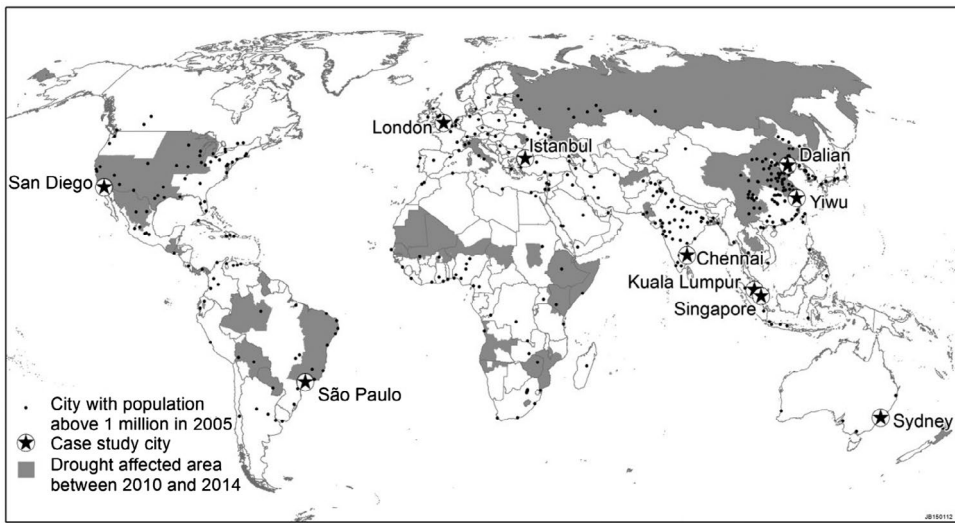 London
Istanbul
Dalian
San Diego
Yiwu
Chennai
Kuala Lumpur
Singapore
São Paulo
Sydney
City with population
above 1 million in 2005
Case study city
Drought affected area
between 2010 and 2014
JB150112